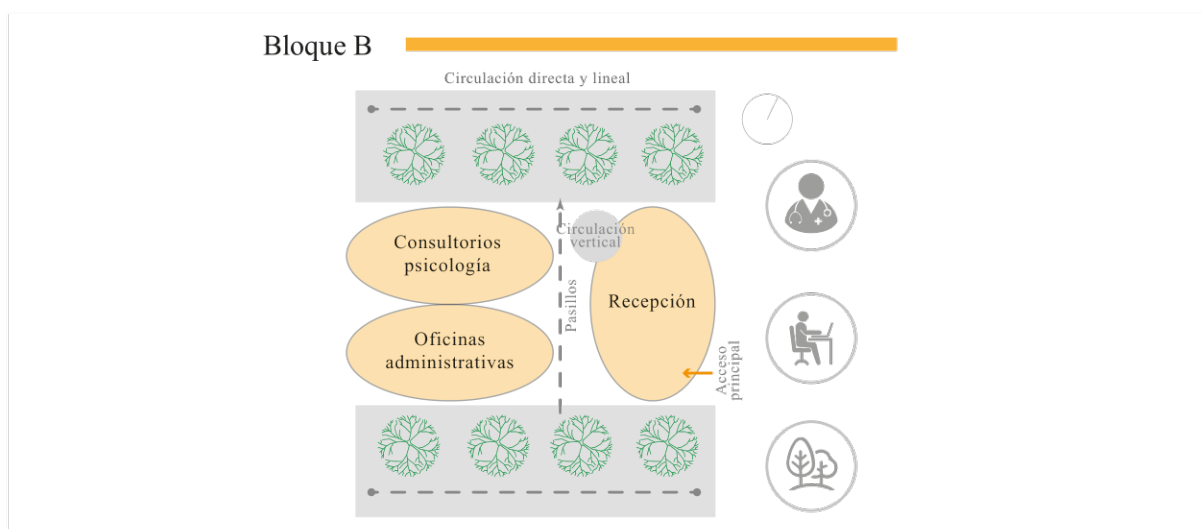 Bloque B
Circulación directa y lineal
Circulación
vertical
Consultorios
psicología
Pasillos
Recepción
Oficinas
administrativas
Acceso
principal